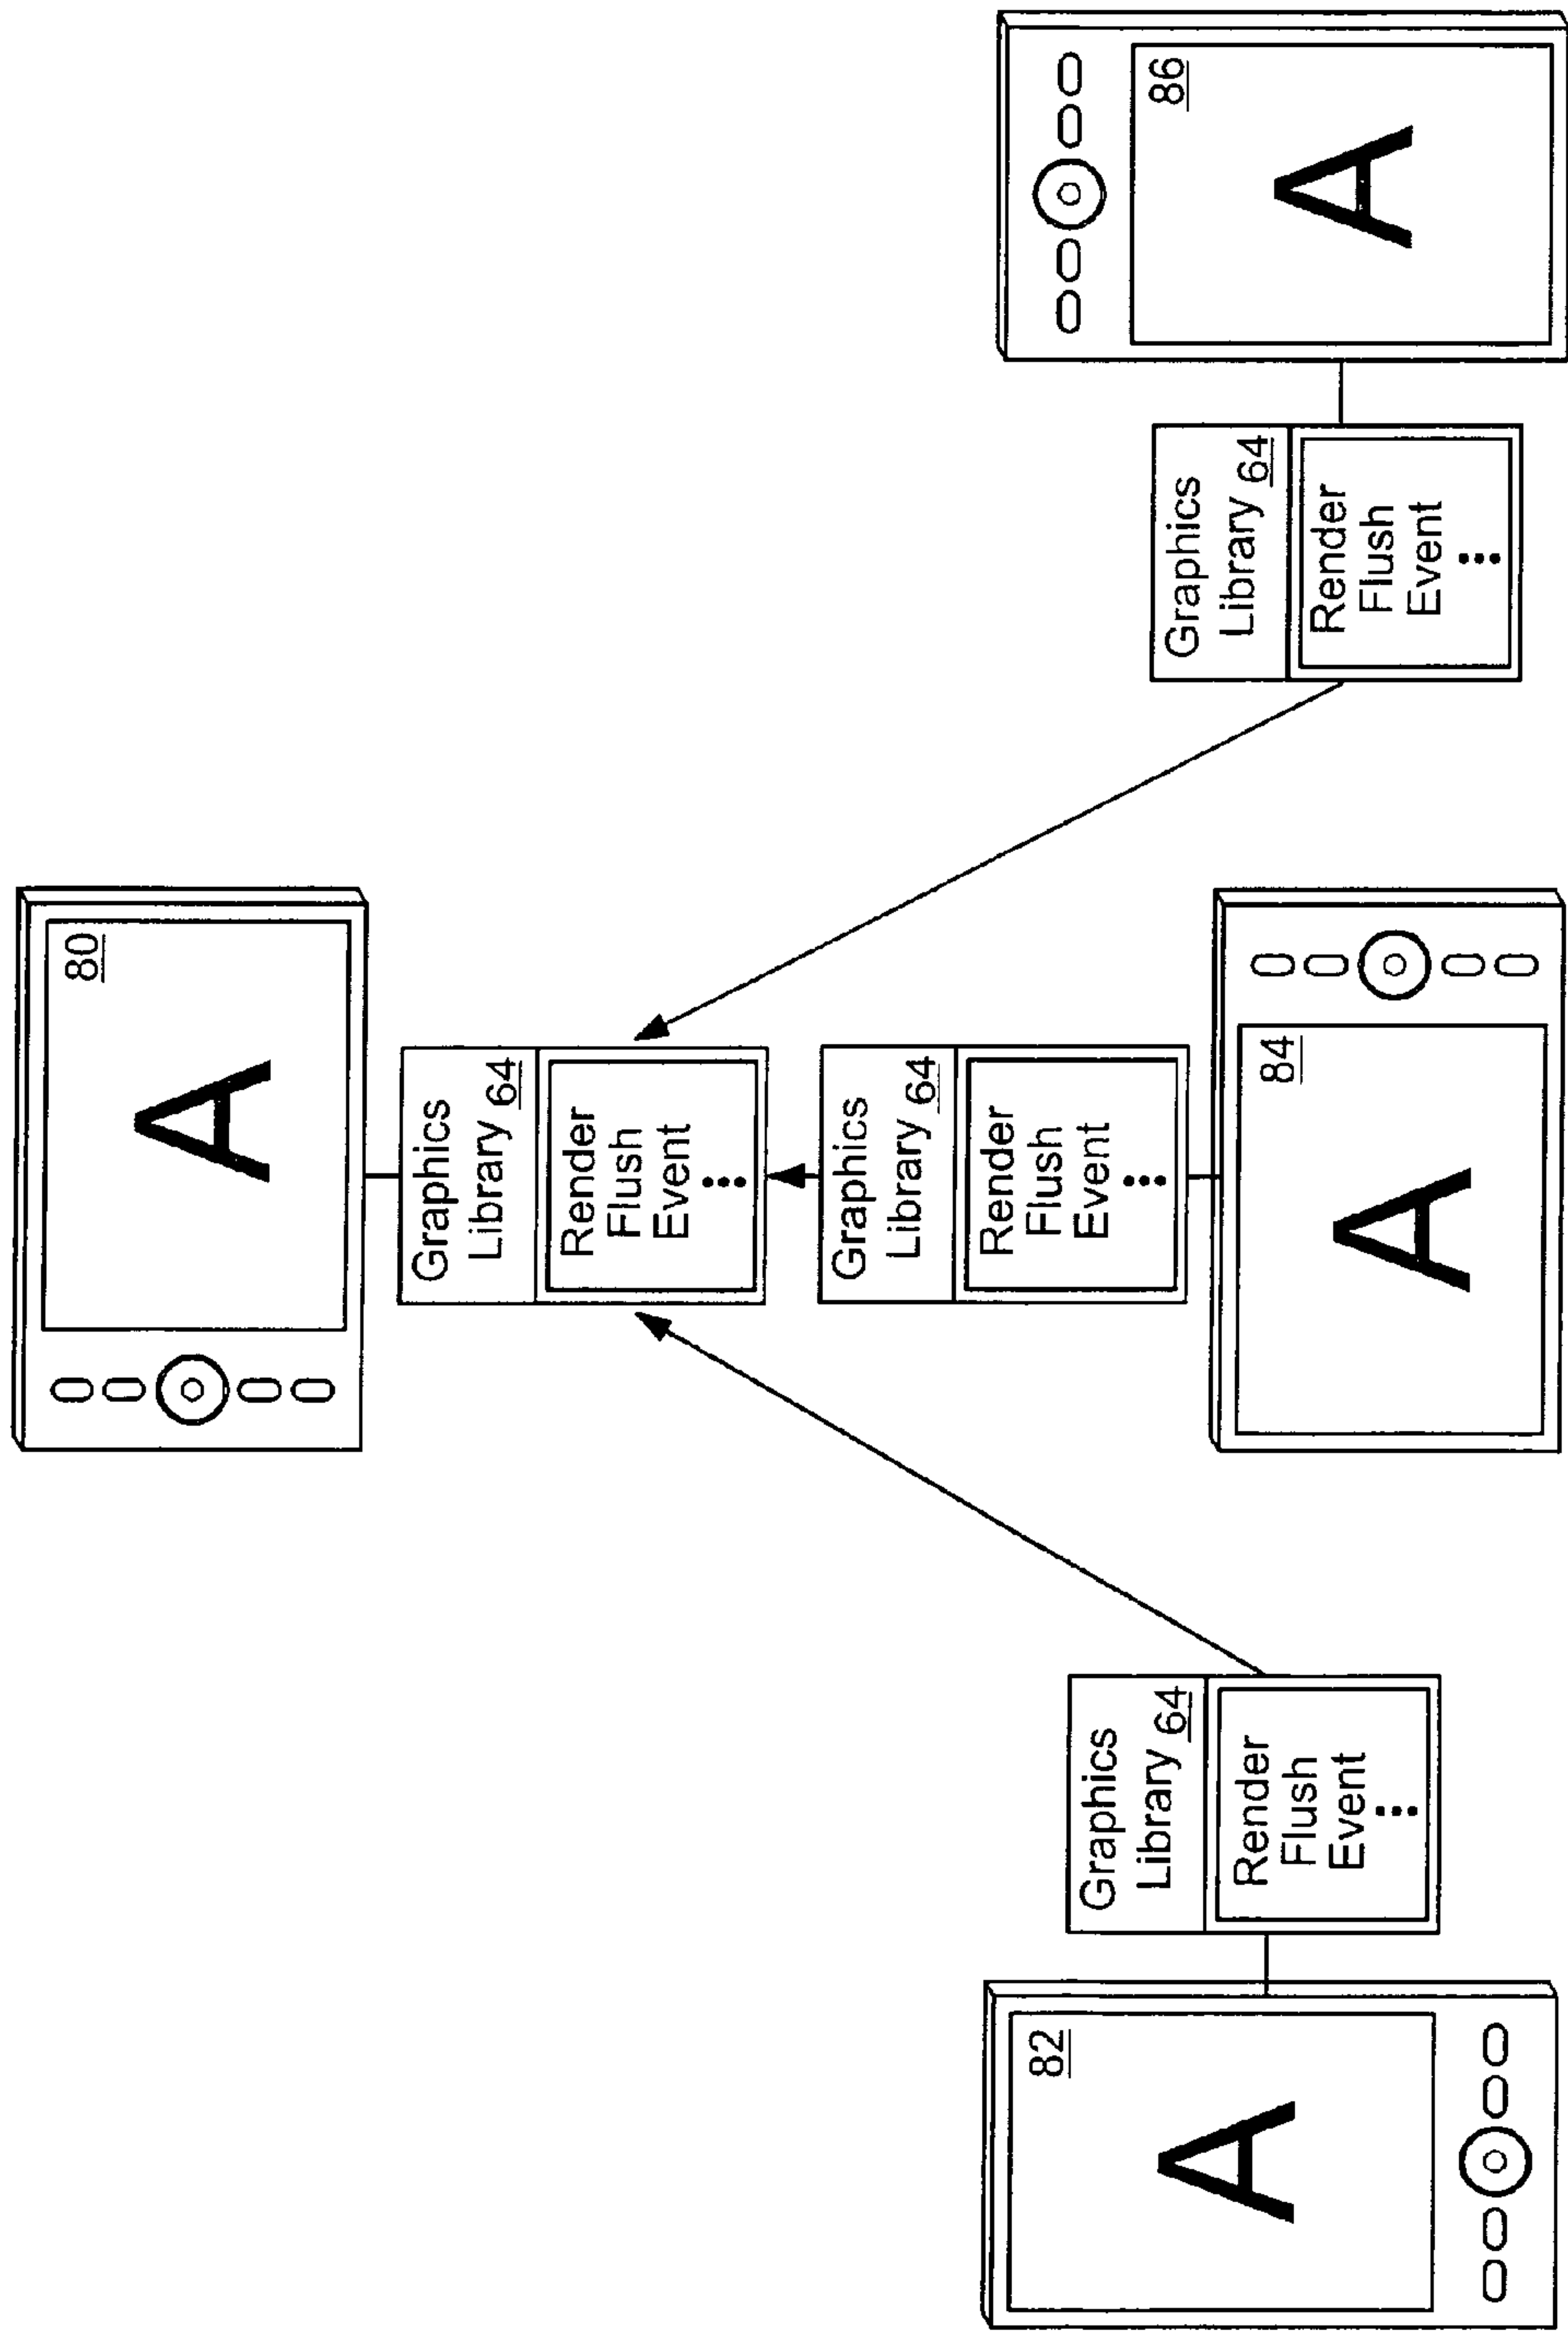 80
A
Graphics
Library 64
Render
Flush
Event
⋮
82
A
Graphics
Library 64
Render
Flush
Event
⋮
Graphics
Library 64
Render
Flush
Event
⋮
84
A
Graphics
Library 64
Render
Flush
Event
⋮
86
A